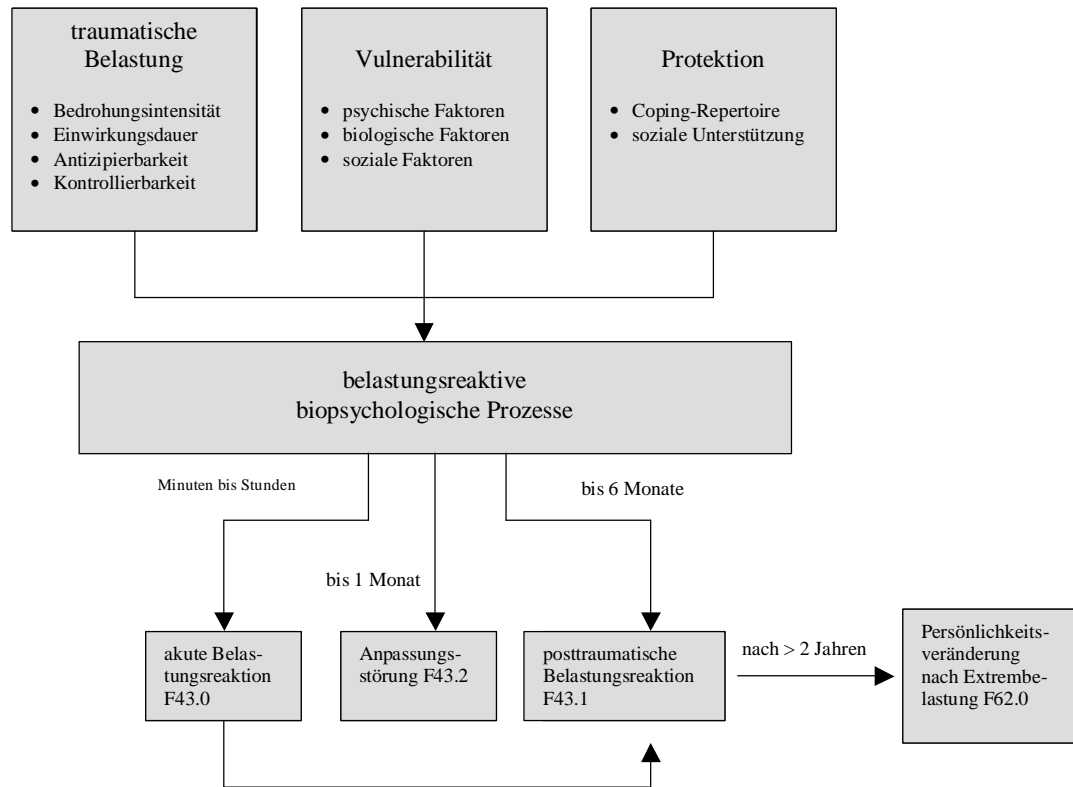 traumatische
Belastung
• Bedrohungsintensität
• Einwirkungsdauer
• Antizipierbarkeit
• Kontrollierbarkeit
Vulnerabilität
• psychische Faktoren
• biologische Faktoren
• soziale Faktoren
Protektion
• Coping-Repertoire
• soziale Unterstützung
belastungsreaktive
biopsychologische Prozesse
Minuten bis Stunden
bis 1 Monat
bis 6 Monate
akute Belas-
tungsreaktion
F43.0
Anpassungs-
störung F43.2
posttraumatische
Belastungsreaktion
F43.1
nach > 2 Jahren
Persönlichkeits-
veränderung
nach Extrembe-
lastung F62.0